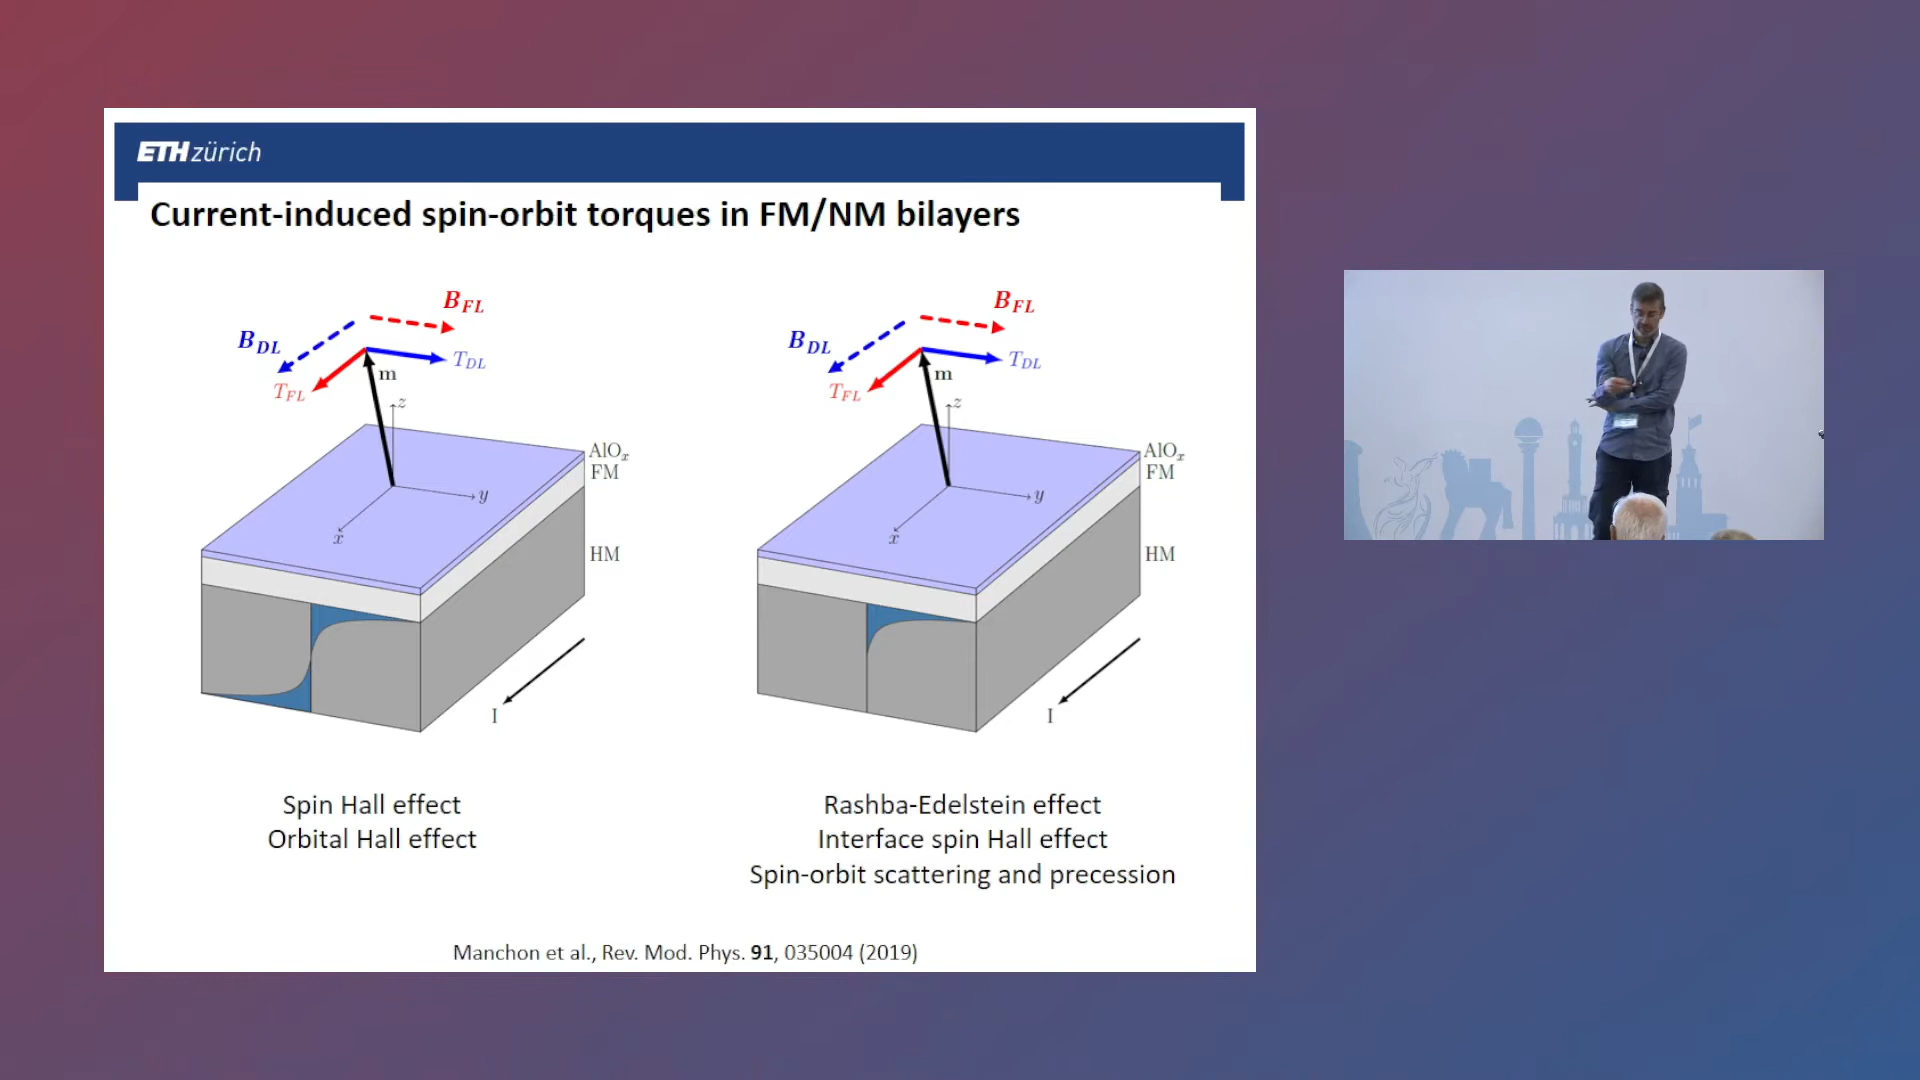 ETH zürich
Current-induced spin-orbit torques in FM/NM bilayers
B_FL
B_DL
T_DL
T_FL
m
z
y
x
AlOₓ
FM
HM
I
Spin Hall effect
Orbital Hall effect
B_FL
B_DL
T_DL
T_FL
m
z
y
x
AlOₓ
FM
HM
I
Rashba-Edelstein effect
Interface spin Hall effect
Spin-orbit scattering and precession
Manchon et al., Rev. Mod. Phys. 91, 035004 (2019)